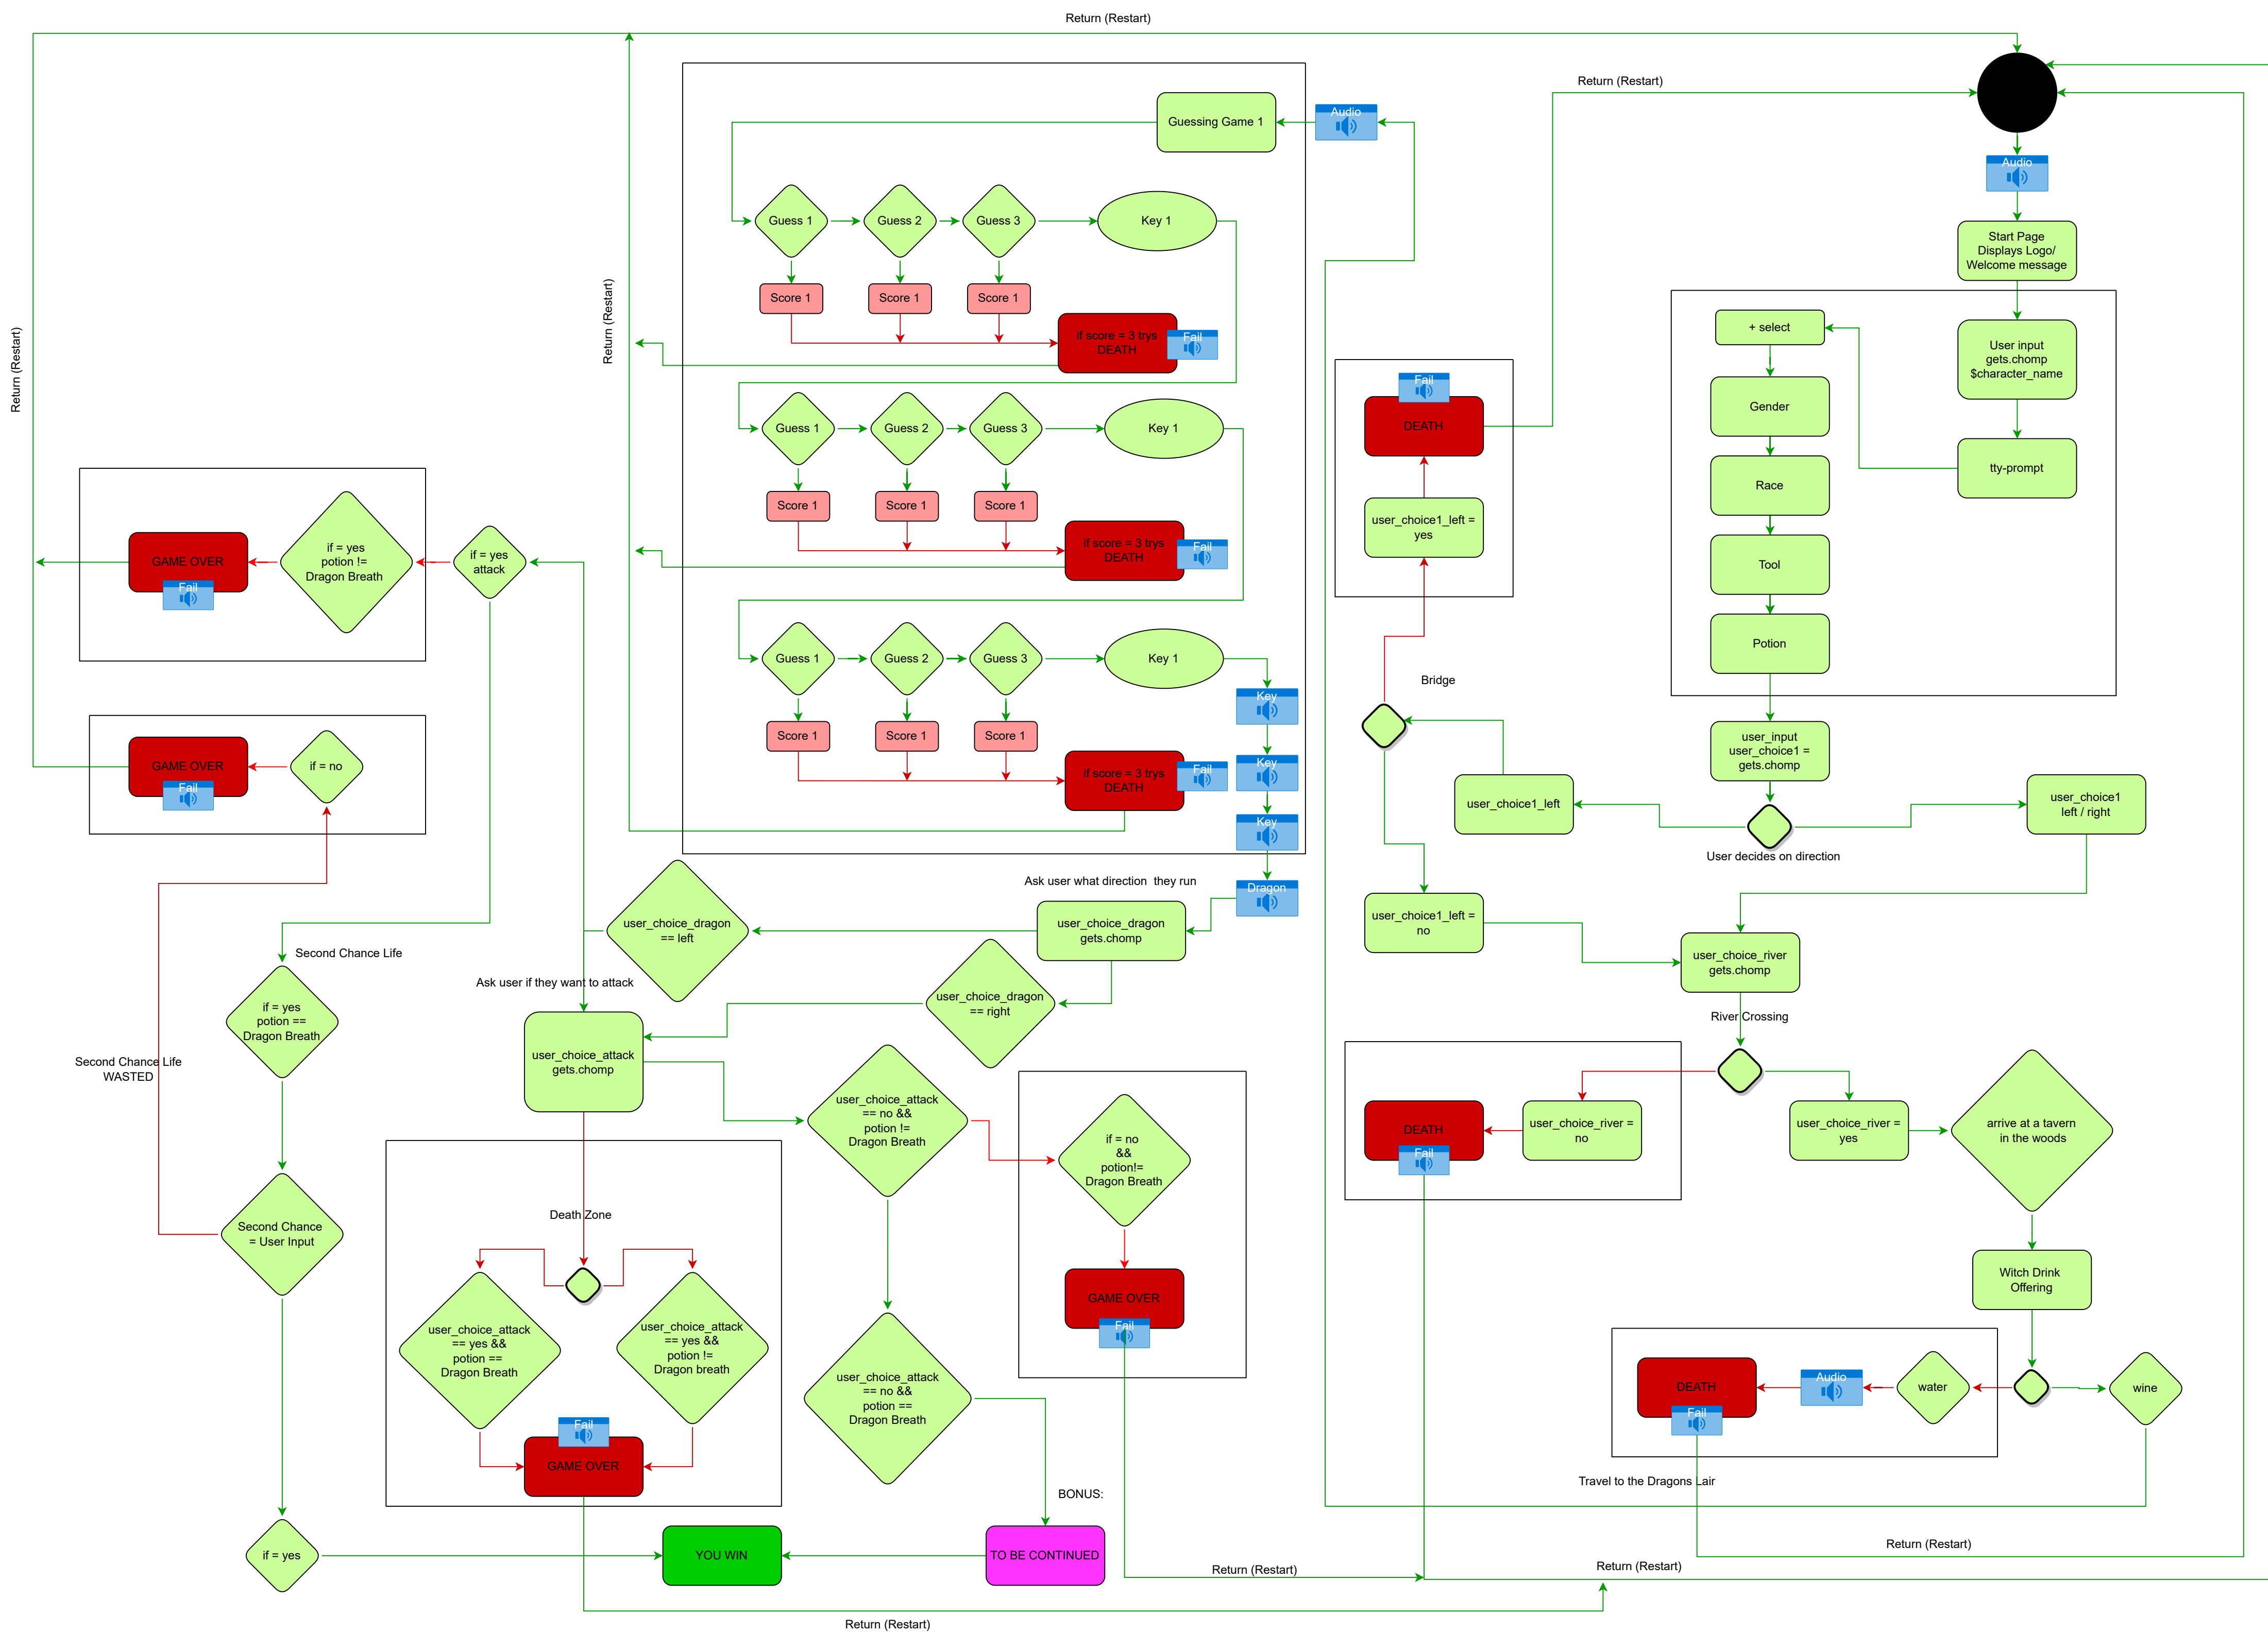 Return (Restart)
Return (Restart)
Audio
Start Page
Displays Logo/
Welcome message
User input
gets.chomp
$character_name
tty-prompt
+ select
Gender
Race
Tool
Potion
user_input
user_choice1 =
gets.chomp
User decides on direction
user_choice1_left
user_choice1
left / right
Bridge
user_choice1_left =
yes
Fail
DEATH
user_choice1_left =
no
user_choice_river
gets.chomp
River Crossing
user_choice_river =
no
DEATH
Fail
user_choice_river =
yes
arrive at a tavern
in the woods
Witch Drink
Offering
wine
water
Audio
DEATH
Fail
Travel to the Dragons Lair
Return (Restart)
Return (Restart)
Return (Restart)
Return (Restart)
Audio
Guessing Game 1
Guess 1
Guess 2
Guess 3
Key 1
Score 1
Score 1
Score 1
if score = 3 trys
DEATH
Fail
Guess 1
Guess 2
Guess 3
Key 1
Score 1
Score 1
Score 1
if score = 3 trys
DEATH
Fail
Guess 1
Guess 2
Guess 3
Key 1
Score 1
Score 1
Score 1
if score = 3 trys
DEATH
Fail
Key
Key
Key
Dragon
Return (Restart)
Return (Restart)
Ask user what direction  they run
user_choice_dragon
gets.chomp
user_choice_dragon
== left
user_choice_dragon
== right
Ask user if they want to attack
user_choice_attack
gets.chomp
if = yes
attack
if = yes
potion !=
Dragon Breath
GAME OVER
Fail
if = no
GAME OVER
Fail
Second Chance Life
if = yes
potion ==
Dragon Breath
Second Chance Life
WASTED
Second Chance
= User Input
if = yes
Death Zone
user_choice_attack
== yes &&
potion ==
Dragon Breath
user_choice_attack
== yes &&
potion !=
Dragon breath
Fail
GAME OVER
user_choice_attack
== no &&
potion !=
Dragon Breath
if = no
&&
potion!=
Dragon Breath
GAME OVER
Fail
user_choice_attack
== no &&
potion ==
Dragon Breath
BONUS:
TO BE CONTINUED
YOU WIN